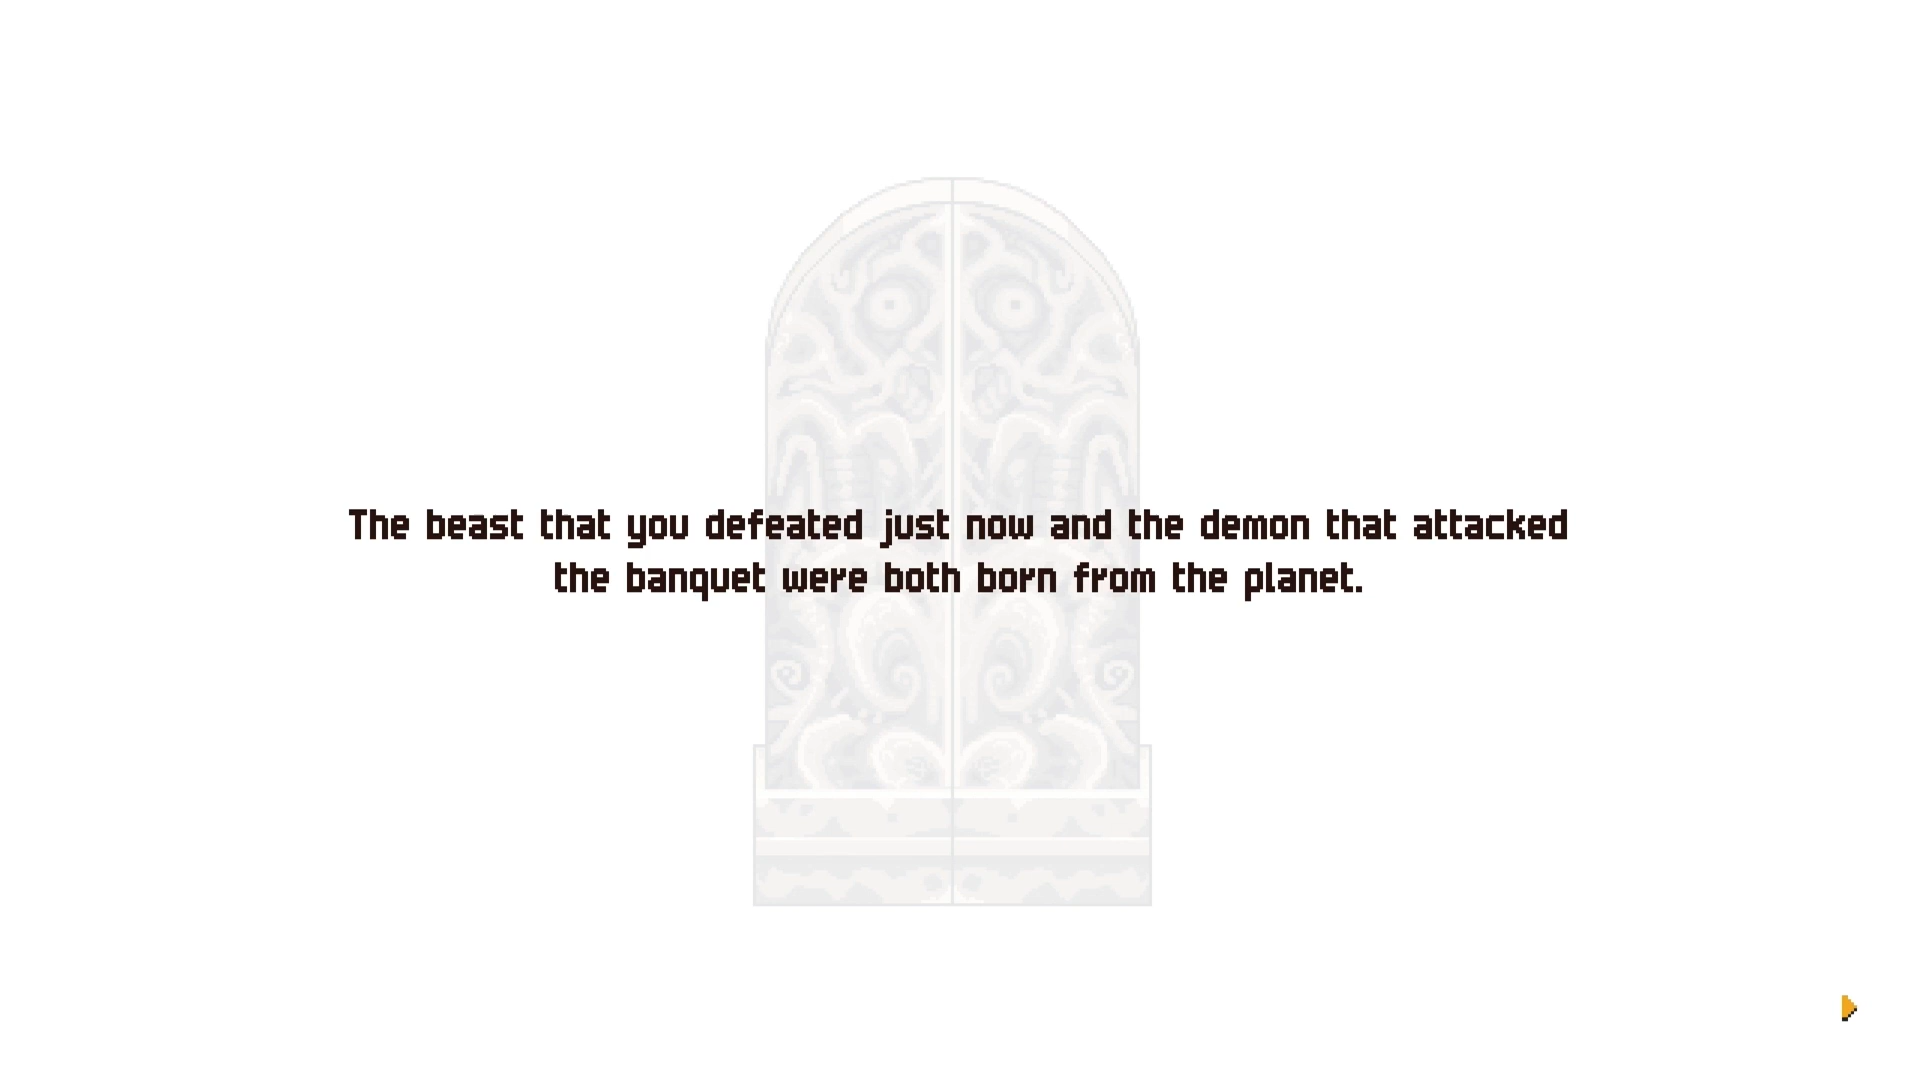 The beast that you defeated just now and the demon that attacked
the banquet were both born from the planet.